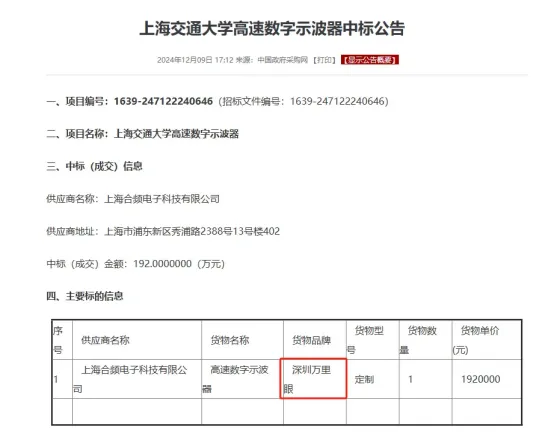 上海交通大学高速数字示波器中标公告
2024年12月09日 17:12 来源：中国政府采购网 【打印】 【显示公告概要】
一、项目编号：1639-247122240646（招标文件编号：1639-247122240646）
二、项目名称：上海交通大学高速数字示波器
三、中标（成交）信息
供应商名称：上海合频电子科技有限公司
供应商地址：上海市浦东新区秀浦路2388号13号楼402
中标（成交）金额：192.0000000（万元）
四、主要标的信息
序号 供应商名称 货物名称 货物品牌 货物型号 货物数量 货物单价(元)
1 上海合频电子科技有限公司 高速数字示波器 深圳万里眼 定制 1 1920000